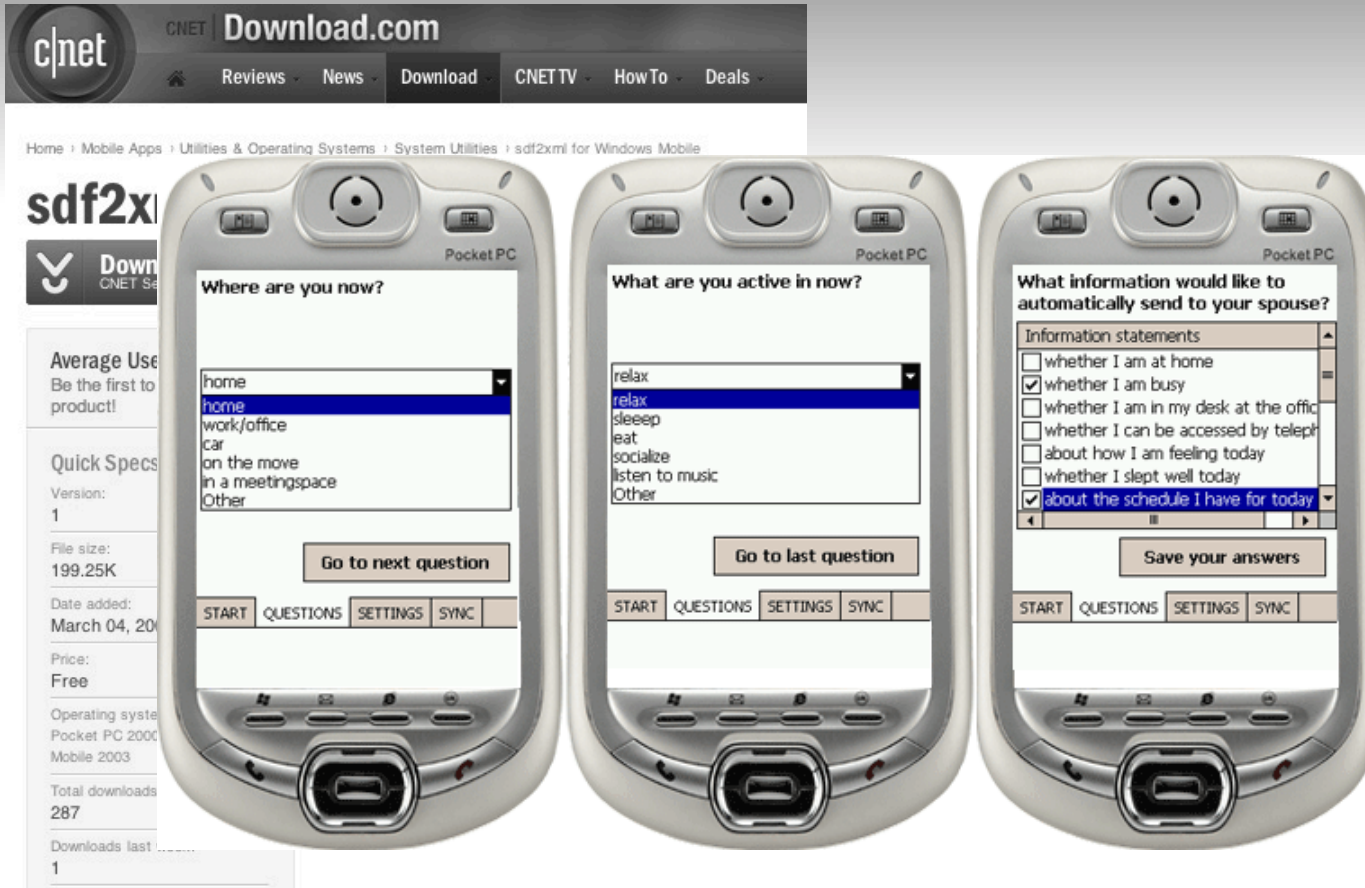 c|net
CNET | Download.com
Reviews News Download CNET TV How To Deals
Home › Mobile Apps › Utilities & Operating Systems › System Utilities › sdf2xml for Windows Mobile
sdf2x
Down
CNET Se
Average Use
Be the first to
product!
Quick Specs
Version:
1
File size:
199.25K
Date added:
March 04, 20
Price:
Free
Operating syste
Pocket PC 2000
Mobile 2003
Total downloads
287
Downloads last
1
Pocket PC
Where are you now?
home
home
work/office
car
on the move
in a meetingspace
Other
Go to next question
START QUESTIONS SETTINGS SYNC
Pocket PC
What are you active in now?
relax
relax
sleeep
eat
socialize
listen to music
Other
Go to last question
START QUESTIONS SETTINGS SYNC
Pocket PC
What information would like to
automatically send to your spouse?
Information statements
whether I am at home
whether I am busy
whether I am in my desk at the offic
whether I can be accessed by teleph
about how I am feeling today
whether I slept well today
about the schedule I have for today
Save your answers
START QUESTIONS SETTINGS SYNC